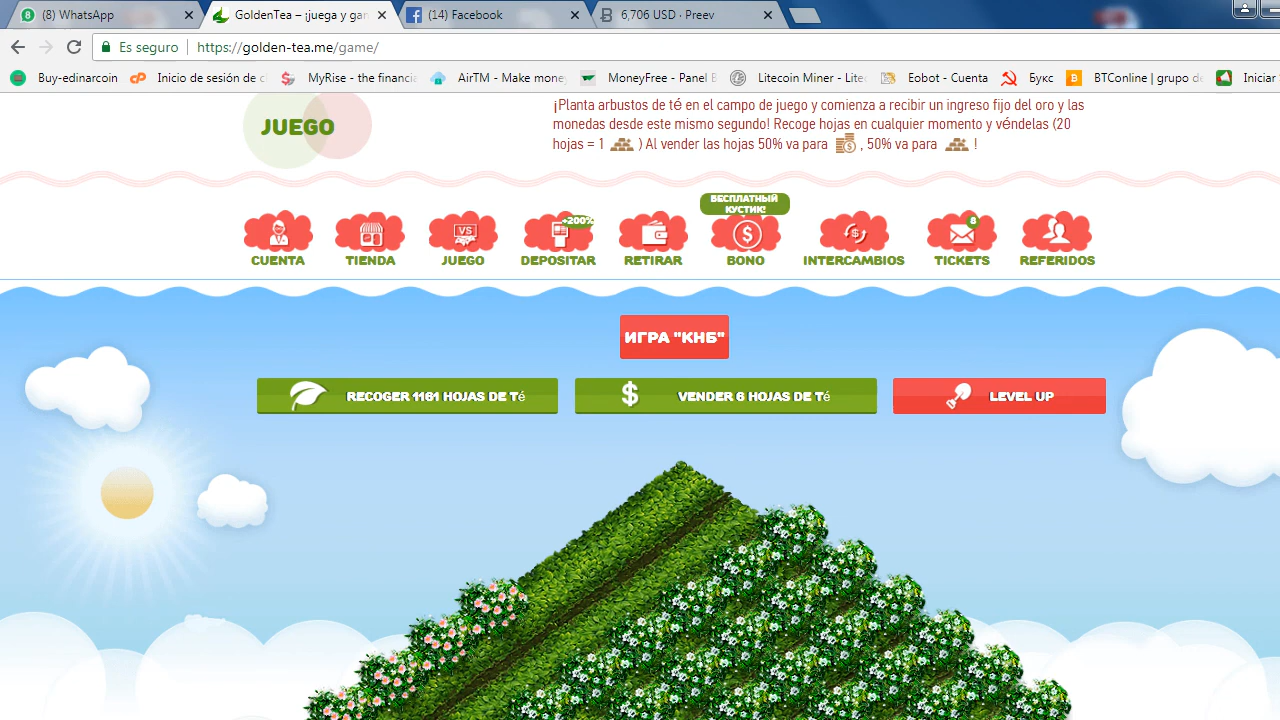 (8) WhatsApp
GoldenTea – ¡juega y gan
(14) Facebook
6,706 USD · Preev
Es seguro
https://golden-tea.me/game/
Buy-edinarcoin
Inicio de sesión de c
MyRise - the financia
AirTM - Make money
MoneyFree - Panel B
Litecoin Miner - Lite
Eobot - Cuenta
Букс
BTConline | grupo d
Iniciar
JUEGO
¡Planta arbustos de té en el campo de juego y comienza a recibir un ingreso fijo del oro y las
monedas desde este mismo segundo! Recoge hojas en cualquier momento y véndelas (20
hojas = 1 ) Al vender las hojas 50% va para , 50% va para !
БЕСПЛАТНЫЙ
КУСТИК!
VS
+200%
8
CUENTA
TIENDA
JUEGO
DEPOSITAR
RETIRAR
BONO
INTERCAMBIOS
TICKETS
REFERIDOS
ИГРА "КНБ"
RECOGER 1161 HOJAS DE Té
VENDER 6 HOJAS DE Té
LEVEL UP